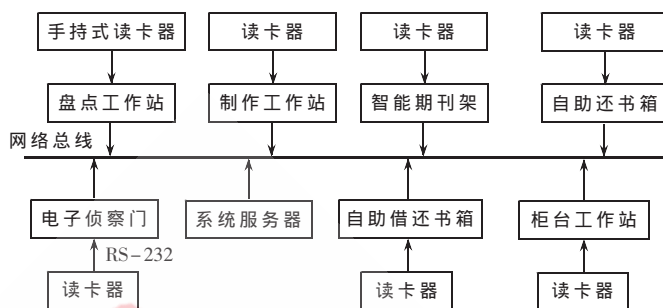 手持式读卡器 读卡器 读卡器 读卡器
盘点工作站 制作工作站 智能期刊架 自助还书箱
网络总线
电子侦察门 系统服务器 自助借还书箱 柜台工作站
RS-232
读卡器 读卡器 读卡器